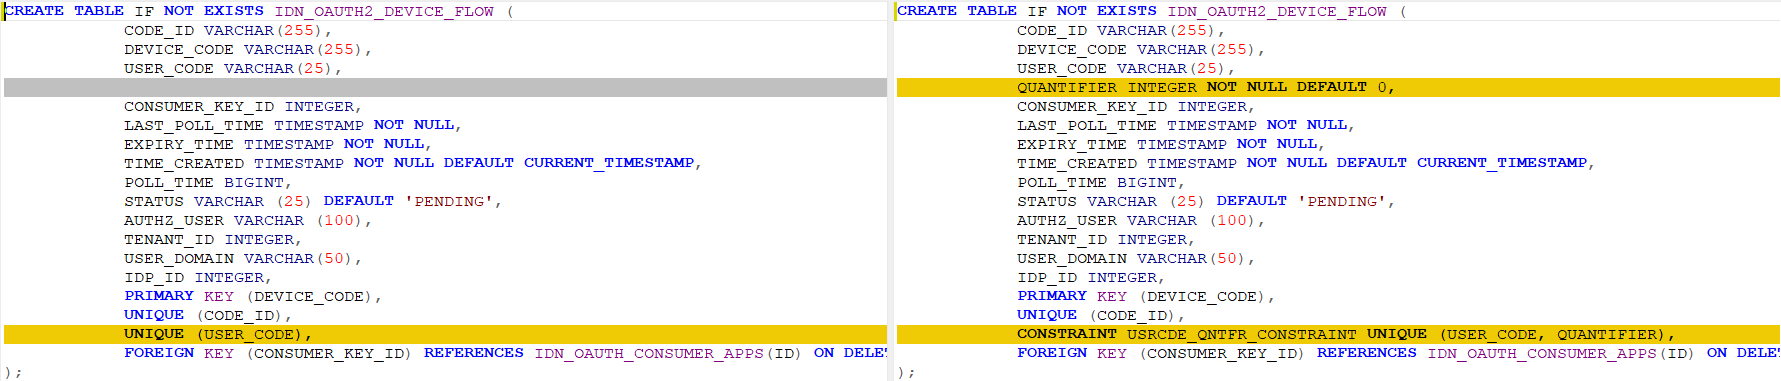 CREATE TABLE IF NOT EXISTS IDN_OAUTH2_DEVICE_FLOW (
CODE_ID VARCHAR(255),
DEVICE_CODE VARCHAR(255),
USER_CODE VARCHAR(25),
CONSUMER_KEY_ID INTEGER,
LAST_POLL_TIME TIMESTAMP NOT NULL,
EXPIRY_TIME TIMESTAMP NOT NULL,
TIME_CREATED TIMESTAMP NOT NULL DEFAULT CURRENT_TIMESTAMP,
POLL_TIME BIGINT,
STATUS VARCHAR (25) DEFAULT 'PENDING',
AUTHZ_USER VARCHAR (100),
TENANT_ID INTEGER,
USER_DOMAIN VARCHAR(50),
IDP_ID INTEGER,
PRIMARY KEY (DEVICE_CODE),
UNIQUE (CODE_ID),
UNIQUE (USER_CODE),
FOREIGN KEY (CONSUMER_KEY_ID) REFERENCES IDN_OAUTH_CONSUMER_APPS(ID) ON DELE
);
CREATE TABLE IF NOT EXISTS IDN_OAUTH2_DEVICE_FLOW (
CODE_ID VARCHAR(255),
DEVICE_CODE VARCHAR(255),
USER_CODE VARCHAR(25),
QUANTIFIER INTEGER NOT NULL DEFAULT 0,
CONSUMER_KEY_ID INTEGER,
LAST_POLL_TIME TIMESTAMP NOT NULL,
EXPIRY_TIME TIMESTAMP NOT NULL,
TIME_CREATED TIMESTAMP NOT NULL DEFAULT CURRENT_TIMESTAMP,
POLL_TIME BIGINT,
STATUS VARCHAR (25) DEFAULT 'PENDING',
AUTHZ_USER VARCHAR (100),
TENANT_ID INTEGER,
USER_DOMAIN VARCHAR(50),
IDP_ID INTEGER,
PRIMARY KEY (DEVICE_CODE),
UNIQUE (CODE_ID),
CONSTRAINT USRCDE_QNTFR_CONSTRAINT UNIQUE (USER_CODE, QUANTIFIER),
FOREIGN KEY (CONSUMER_KEY_ID) REFERENCES IDN_OAUTH_CONSUMER_APPS(ID) ON DELE
);